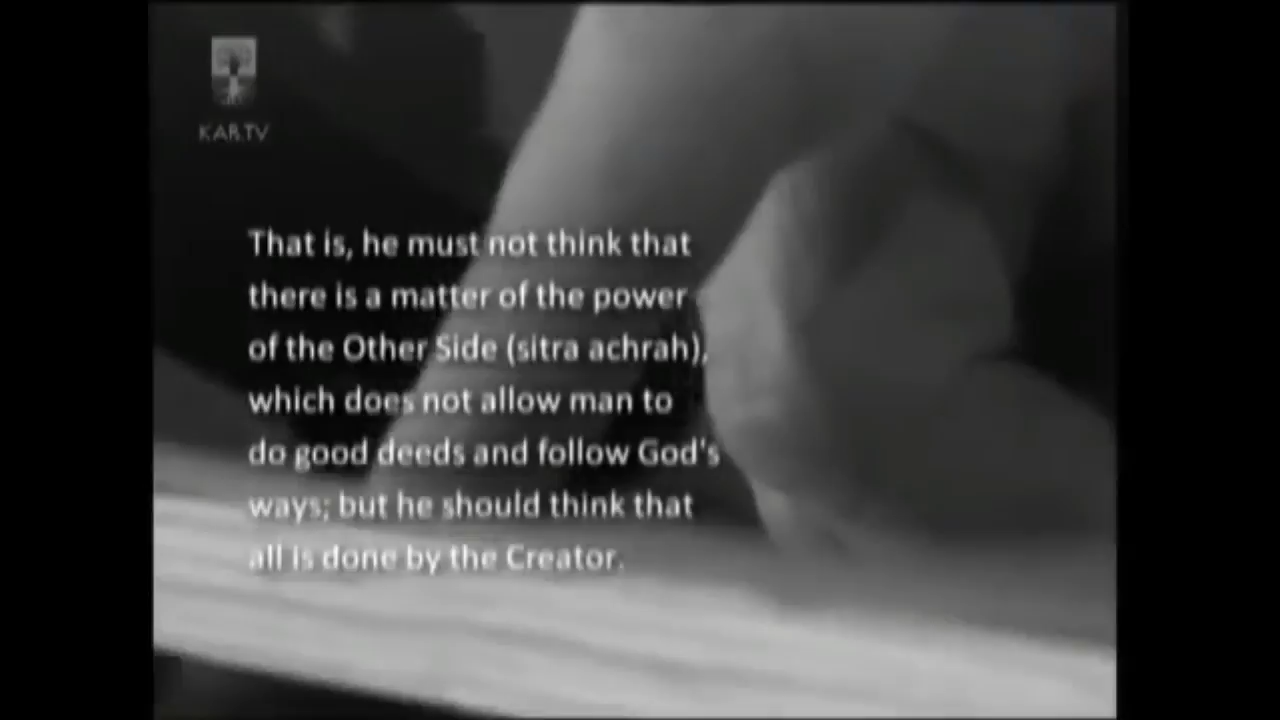 KAB.TV
That is, he must not think that
there is a matter of the power
of the Other Side (sitra achrah),
which does not allow man to
do good deeds and follow God's
ways; but he should think that
all is done by the Creator.